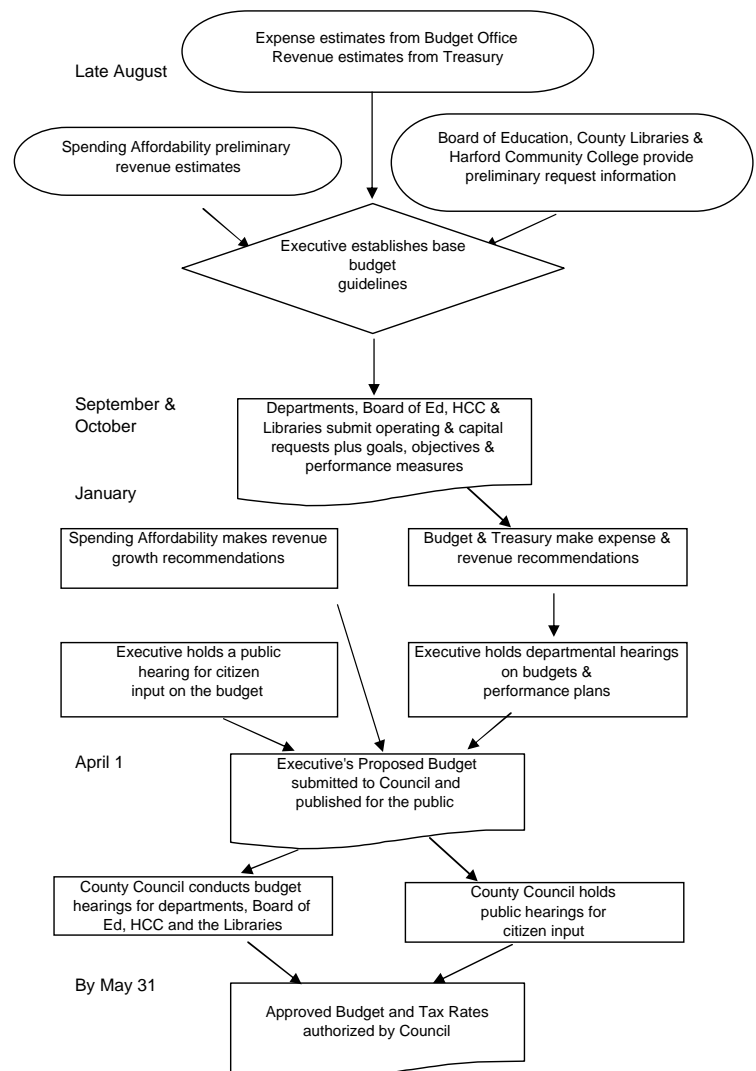 Expense estimates from Budget Office
Revenue estimates from Treasury
Late August
Spending Affordability preliminary
revenue estimates
Board of Education, County Libraries &
Harford Community College provide
preliminary request information
Executive establishes base
budget
guidelines
September &
October
Departments, Board of Ed, HCC &
Libraries submit operating & capital
requests plus goals, objectives &
performance measures
January
Spending Affordability makes revenue
growth recommendations
Budget & Treasury make expense &
revenue recommendations
Executive holds a public
hearing for citizen
input on the budget
Executive holds departmental hearings
on budgets &
performance plans
April 1
Executive's Proposed Budget
submitted to Council and
published for the public
County Council conducts budget
hearings for departments, Board of
Ed, HCC and the Libraries
County Council holds
public hearings for
citizen input
By May 31
Approved Budget and Tax Rates
authorized by Council